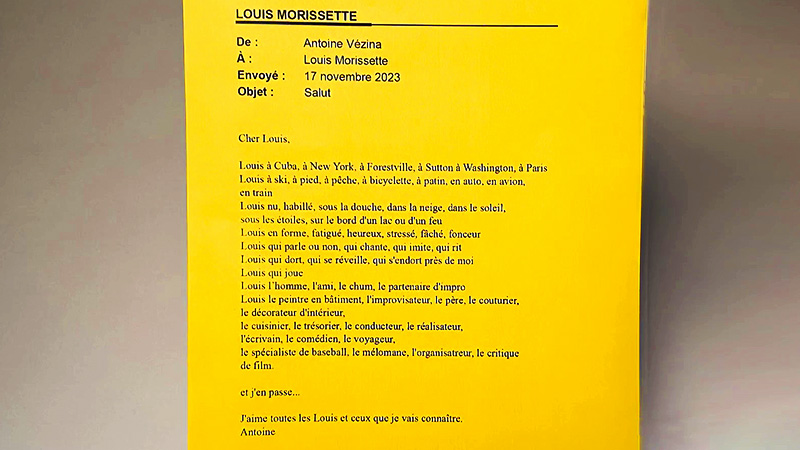 LOUIS MORISSETTE
De : Antoine Vézina
À : Louis Morissette
Envoyé : 17 novembre 2023
Objet : Salut
Cher Louis,
Louis à Cuba, à New York, à Forestville, à Sutton à Washington, à Paris
Louis à ski, à pied, à pêche, à bicyclette, à patin, en auto, en avion,
en train
Louis nu, habillé, sous la douche, dans la neige, dans le soleil,
sous les étoiles, sur le bord d'un lac ou d'un feu
Louis en forme, fatigué, heureux, stressé, fâché, fonceur
Louis qui parle ou non, qui chante, qui imite, qui rit
Louis qui dort, qui se réveille, qui s'endort près de moi
Louis qui joue
Louis l'homme, l'ami, le chum, le partenaire d'impro
Louis le peintre en bâtiment, l'improvisateur, le père, le couturier,
le décorateur d'intérieur,
le cuisinier, le trésorier, le conducteur, le réalisateur,
l'écrivain, le comédien, le voyageur,
le spécialiste de baseball, le mélomane, l'organisatreur, le critique
de film.
et j'en passe...
J'aime toutes les Louis et ceux que je vais connaître.
Antoine